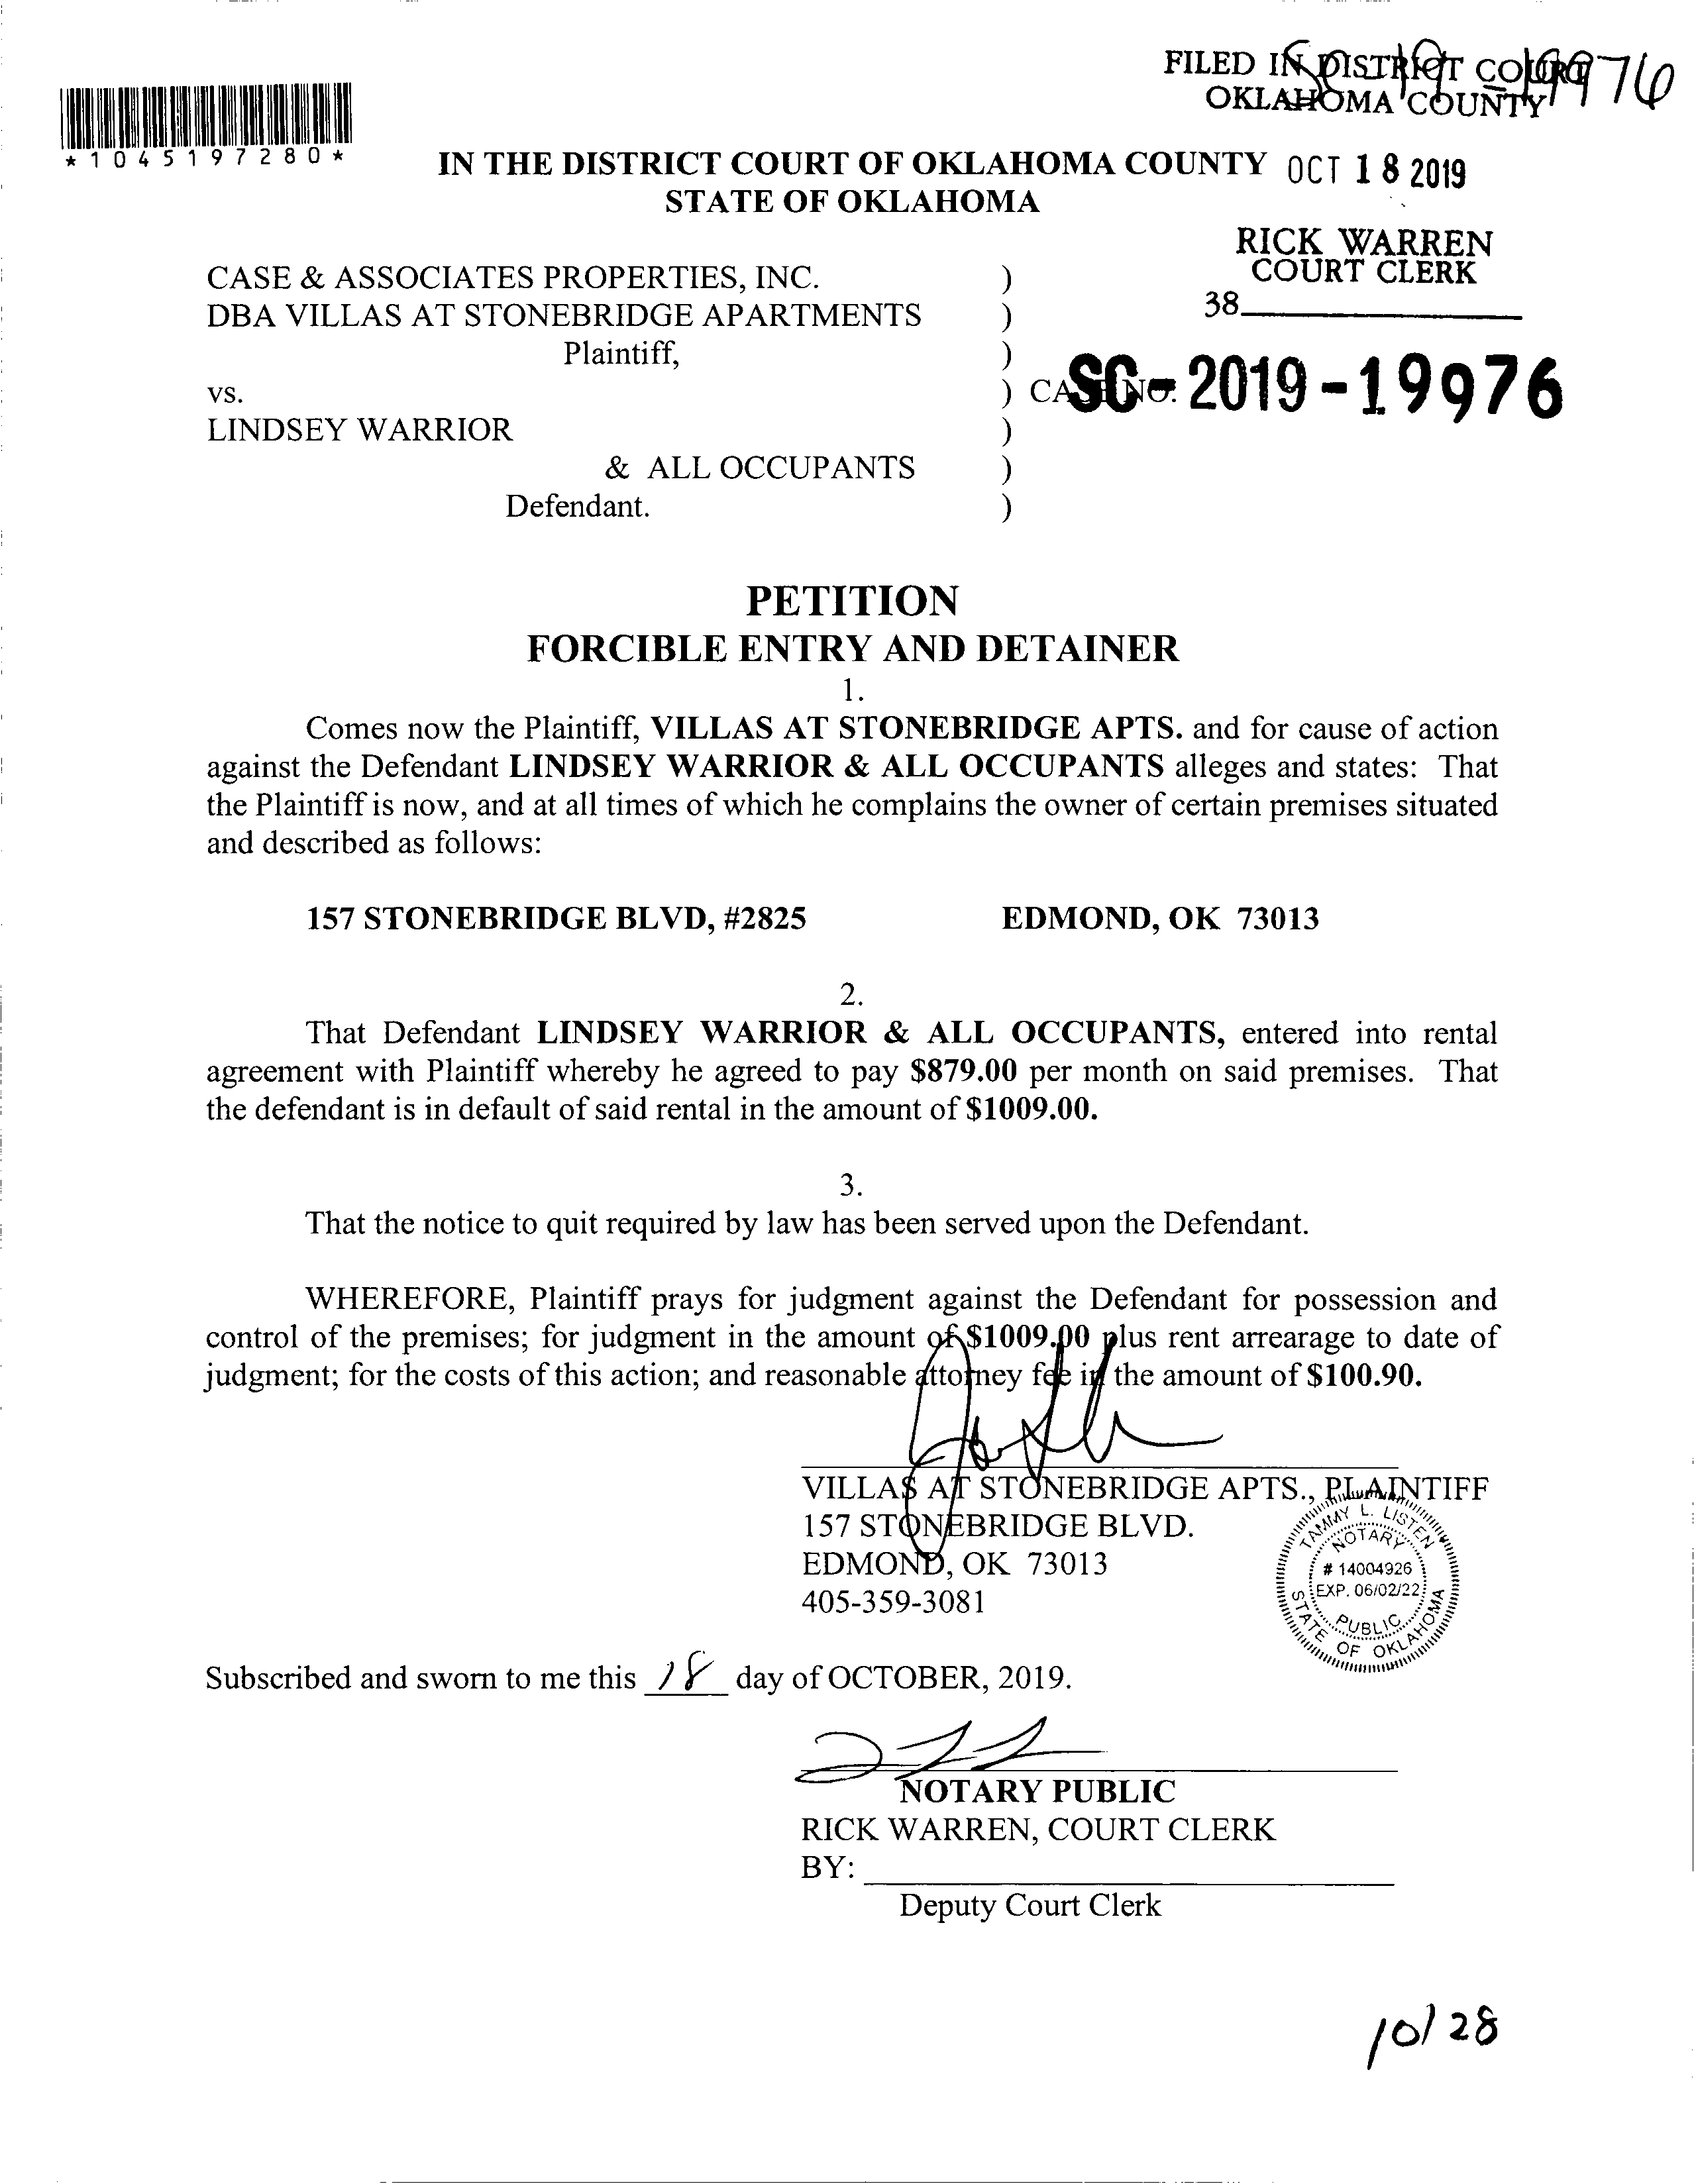 SC-19-19976
FILED IN DISTRICT COURT
OKLAHOMA COUNTY
*1045197280*
IN THE DISTRICT COURT OF OKLAHOMA COUNTY
OCT 18 2019
STATE OF OKLAHOMA
RICK WARREN
COURT CLERK
38
CASE & ASSOCIATES PROPERTIES, INC. )
DBA VILLAS AT STONEBRIDGE APARTMENTS )
Plaintiff, )
vs. ) CASE NO. SC-2019-19976
LINDSEY WARRIOR )
& ALL OCCUPANTS )
Defendant. )
PETITION
FORCIBLE ENTRY AND DETAINER
1.
Comes now the Plaintiff, VILLAS AT STONEBRIDGE APTS. and for cause of action
against the Defendant LINDSEY WARRIOR & ALL OCCUPANTS alleges and states: That
the Plaintiff is now, and at all times of which he complains the owner of certain premises situated
and described as follows:
157 STONEBRIDGE BLVD, #2825 EDMOND, OK 73013
2.
That Defendant LINDSEY WARRIOR & ALL OCCUPANTS, entered into rental
agreement with Plaintiff whereby he agreed to pay $879.00 per month on said premises. That
the defendant is in default of said rental in the amount of $1009.00.
3.
That the notice to quit required by law has been served upon the Defendant.
WHEREFORE, Plaintiff prays for judgment against the Defendant for possession and
control of the premises; for judgment in the amount of $1009.00 plus rent arrearage to date of
judgment; for the costs of this action; and reasonable attorney fee in the amount of $100.90.
VILLAS AT STONEBRIDGE APTS., PLAINTIFF
157 STONEBRIDGE BLVD.
EDMOND, OK 73013
405-359-3081
TAMMY L. LISTEN
NOTARY
# 14004926
EXP. 06/02/22
PUBLIC
STATE OF OKLAHOMA
Subscribed and sworn to me this 18 day of OCTOBER, 2019.
NOTARY PUBLIC
RICK WARREN, COURT CLERK
BY:
Deputy Court Clerk
10/28